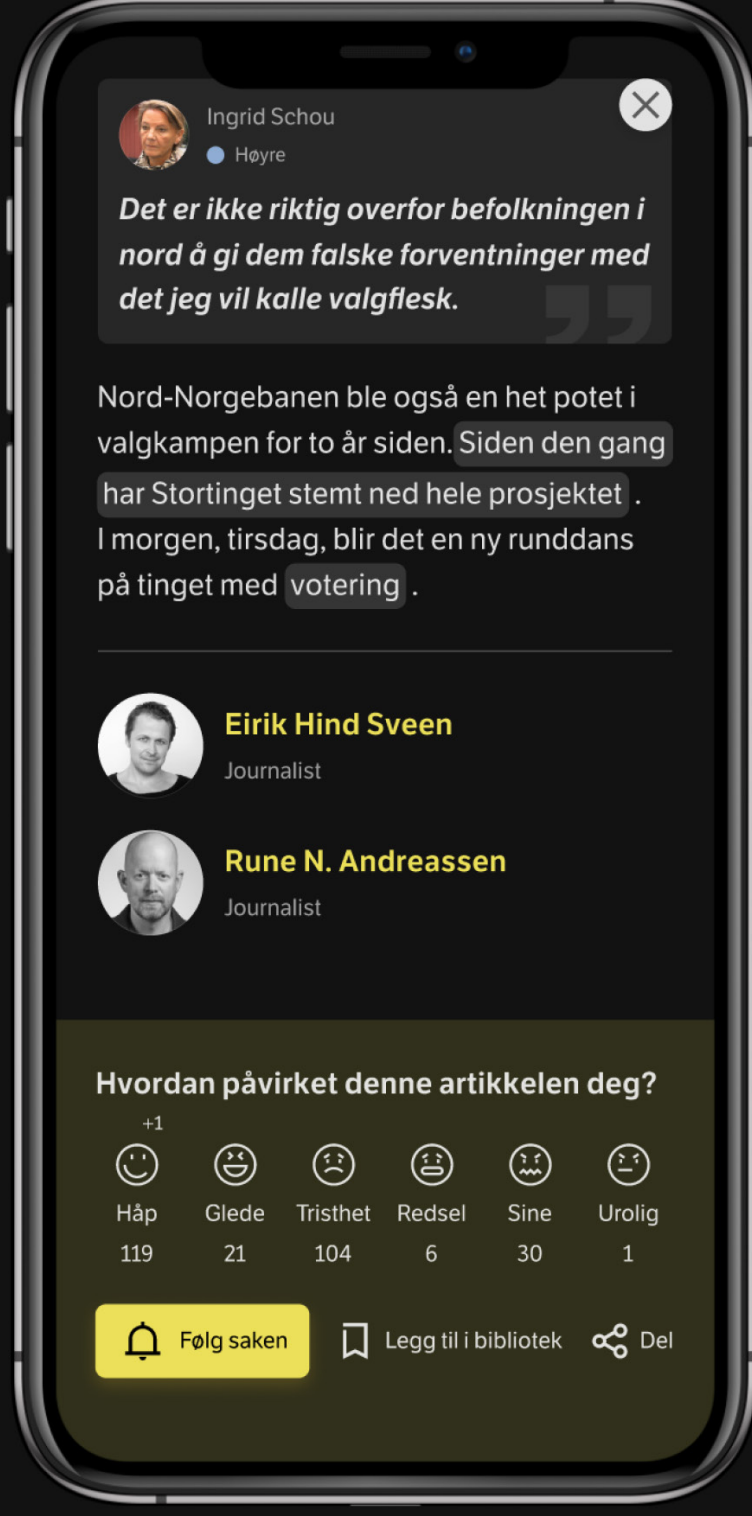 Ingrid Schou
Høyre
Det er ikke riktig overfor befolkningen i
nord å gi dem falske forventninger med
det jeg vil kalle valgflesk.
Nord-Norgebanen ble også en het potet i
valgkampen for to år siden. Siden den gang
har Stortinget stemt ned hele prosjektet .
I morgen, tirsdag, blir det en ny runddans
på tinget med votering .
Eirik Hind Sveen
Journalist
Rune N. Andreassen
Journalist
Hvordan påvirket denne artikkelen deg?
+1
Håp Glede Tristhet Redsel Sine Urolig
119 21 104 6 30 1
Følg saken Legg til i bibliotek Del